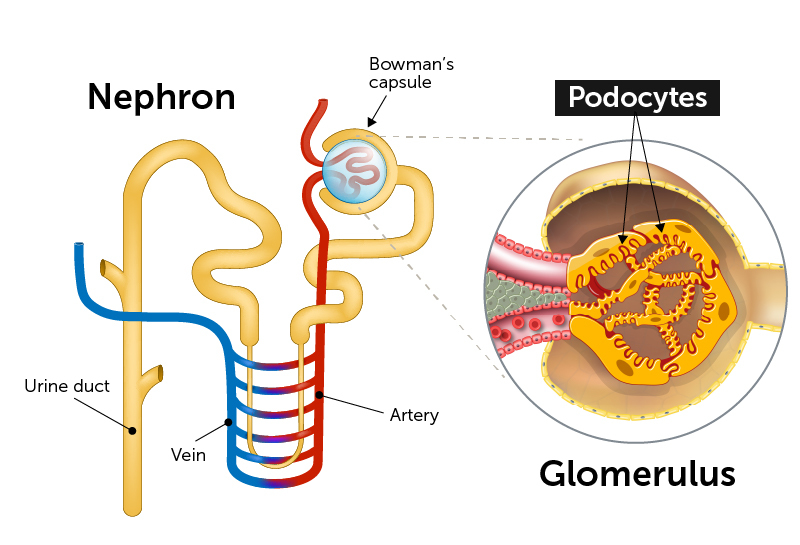 Nephron
Bowman's
capsule
Podocytes
Urine duct
Vein
Artery
Glomerulus